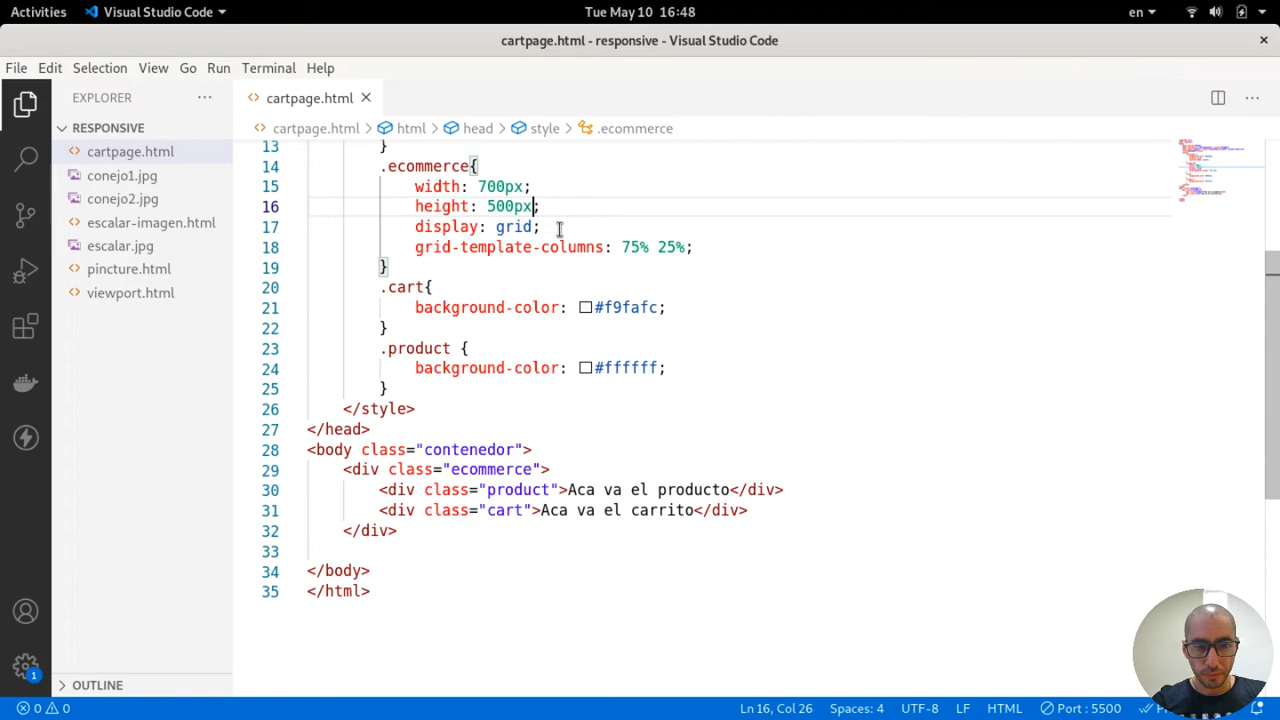 Activities Visual Studio Code Tue May 10 16:48 en
cartpage.html - responsive - Visual Studio Code ×
File Edit Selection View Go Run Terminal Help
EXPLORER ··· <> cartpage.html × ···
RESPONSIVE <> cartpage.html > html > head > style > .ecommerce
<> cartpage.html
conejo1.jpg
conejo2.jpg
<> escalar-imagen.html
escalar.jpg
<> pincture.html
<> viewport.html
13 }
14 .ecommerce{
15 width: 700px;
16 height: 500px;
17 display: grid;
18 grid-template-columns: 75% 25%;
19 }
20 .cart{
21 background-color: #f9fafc;
22 }
23 .product {
24 background-color: #ffffff;
25 }
26 </style>
27 </head>
28 <body class="contenedor">
29 <div class="ecommerce">
30 <div class="product">Aca va el producto</div>
31 <div class="cart">Aca va el carrito</div>
32 </div>
33
34 </body>
35 </html>
1
OUTLINE
0 0 Ln 16, Col 26 Spaces: 4 UTF-8 LF HTML Port : 5500